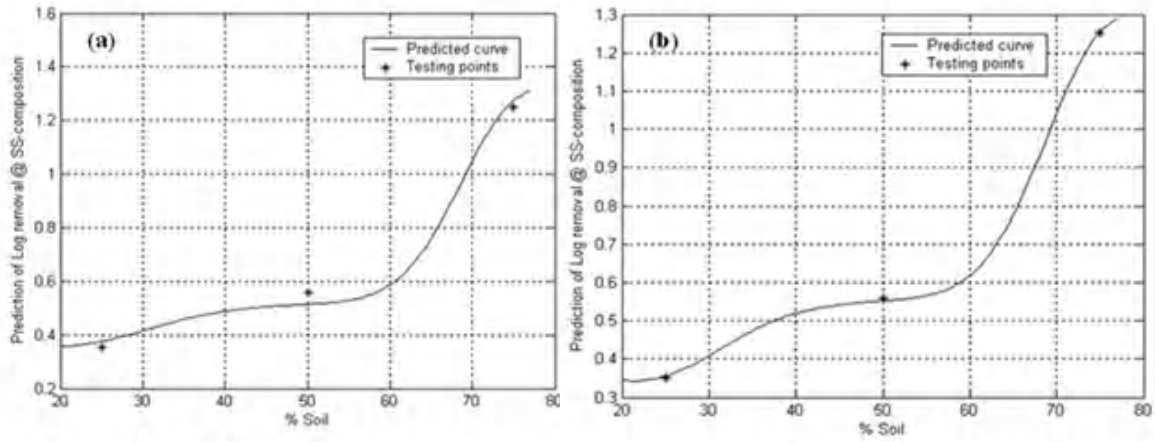 (a)
Predicted curve
Testing points
Prediction of Log removal @ SS-composition
1.6
1.4
1.2
1
0.8
0.6
0.4
0.2
20 30 40 50 60 70 80
% Soil
(b)
Predicted curve
Testing points
Prediction of Log removal @ SS-composition
1.3
1.2
1.1
1
0.9
0.8
0.7
0.6
0.5
0.4
0.3
20 30 40 50 60 70 80
% Soil